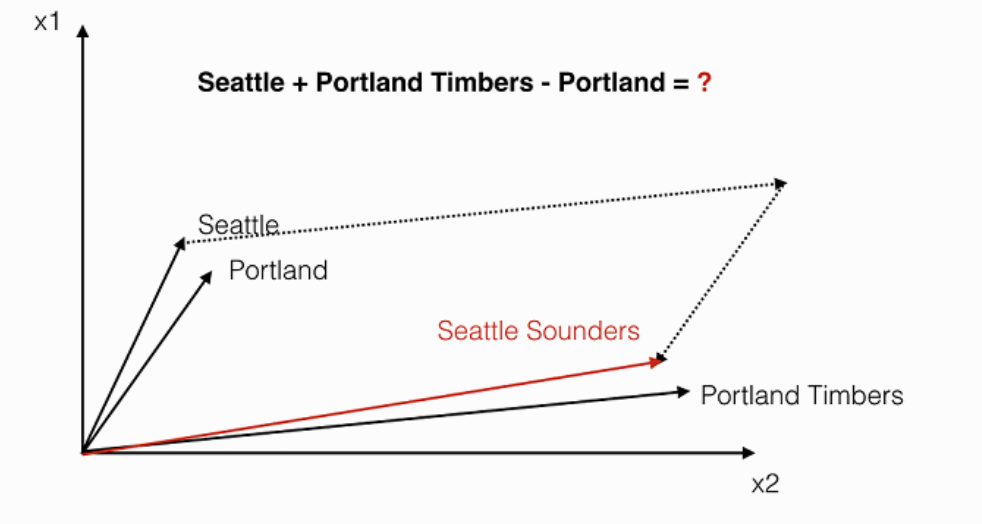 x1
Seattle + Portland Timbers - Portland = ?
Seattle
Portland
Seattle Sounders
Portland Timbers
x2